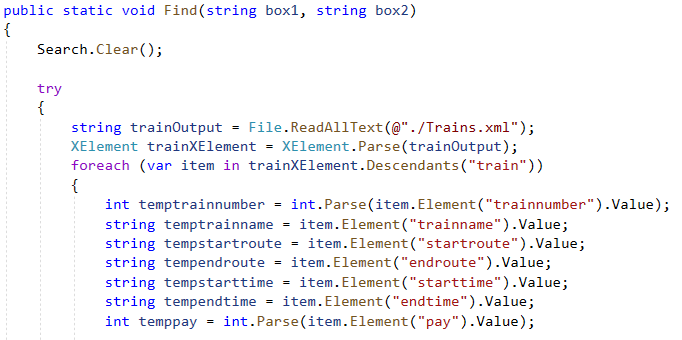 public static void Find(string box1, string box2)
{
Search.Clear();
try
{
string trainOutput = File.ReadAllText(@"./Trains.xml");
XElement trainXElement = XElement.Parse(trainOutput);
foreach (var item in trainXElement.Descendants("train"))
{
int temptrainnumber = int.Parse(item.Element("trainnumber").Value);
string temptrainname = item.Element("trainname").Value;
string tempstartroute = item.Element("startroute").Value;
string tempendroute = item.Element("endroute").Value;
string tempstarttime = item.Element("starttime").Value;
string tempendtime = item.Element("endtime").Value;
int temppay = int.Parse(item.Element("pay").Value);